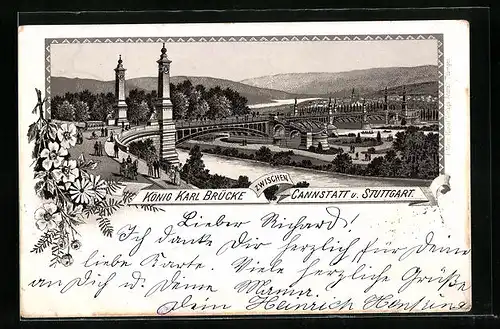 KÖNIG KARL BRÜCKE ZWISCHEN CANNSTATT U. STUTTGART.
Lieber Richard!
Ich danke Dir herzlich für Deine
liebe Karte. Viele herzliche Grüße
an Dich u. Deine Mama.
Dein Heinrich